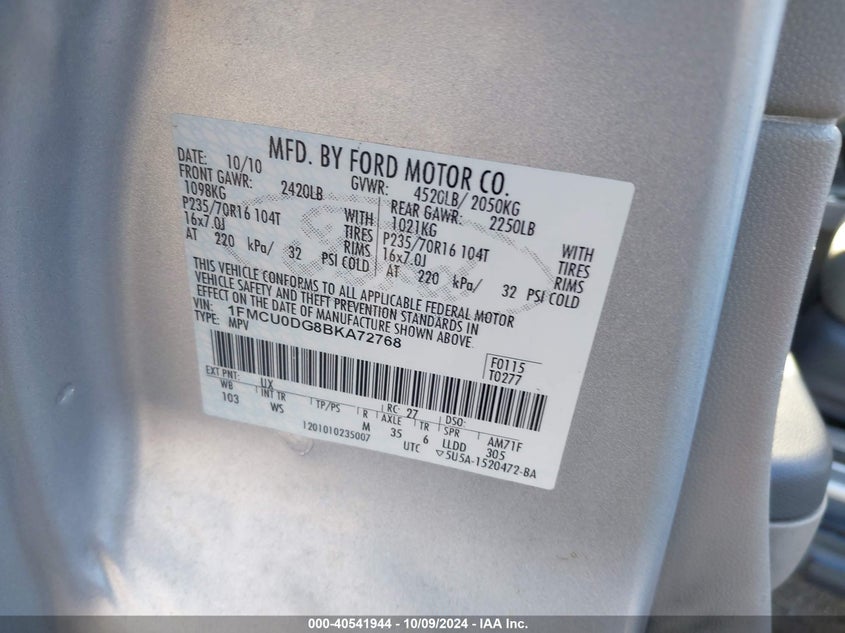 MFD. BY FORD MOTOR CO.
DATE: 10/10 GVWR: 4520LB/ 2050KG
FRONT GAWR: 2420LB REAR GAWR: 2250LB
1098KG WITH 1021KG WITH
P235/70R16 104T TIRES P235/70R16 104T TIRES
16x7.0J RIMS 16x7.0J RIMS
AT 220 kPa/ 32 PSI COLD AT 220 kPa/ 32 PSI COLD
THIS VEHICLE CONFORMS TO ALL APPLICABLE FEDERAL MOTOR
VEHICLE SAFETY AND THEFT PREVENTION STANDARDS IN
EFFECT ON THE DATE OF MANUFACTURE SHOWN ABOVE.
VIN: 1FMCU0DG8BKA72768
TYPE: MPV
F0115
T0277
EXT PNT: UX RC: 27 DSO:
WB INT TR TP/PS R AXLE TR SPR AM71F
103 WS M 35 6 LLDD 305
1201010235007 UTC ▽5U5A-1520472-BA
000-40541944 - 10/09/2024 - IAA Inc.